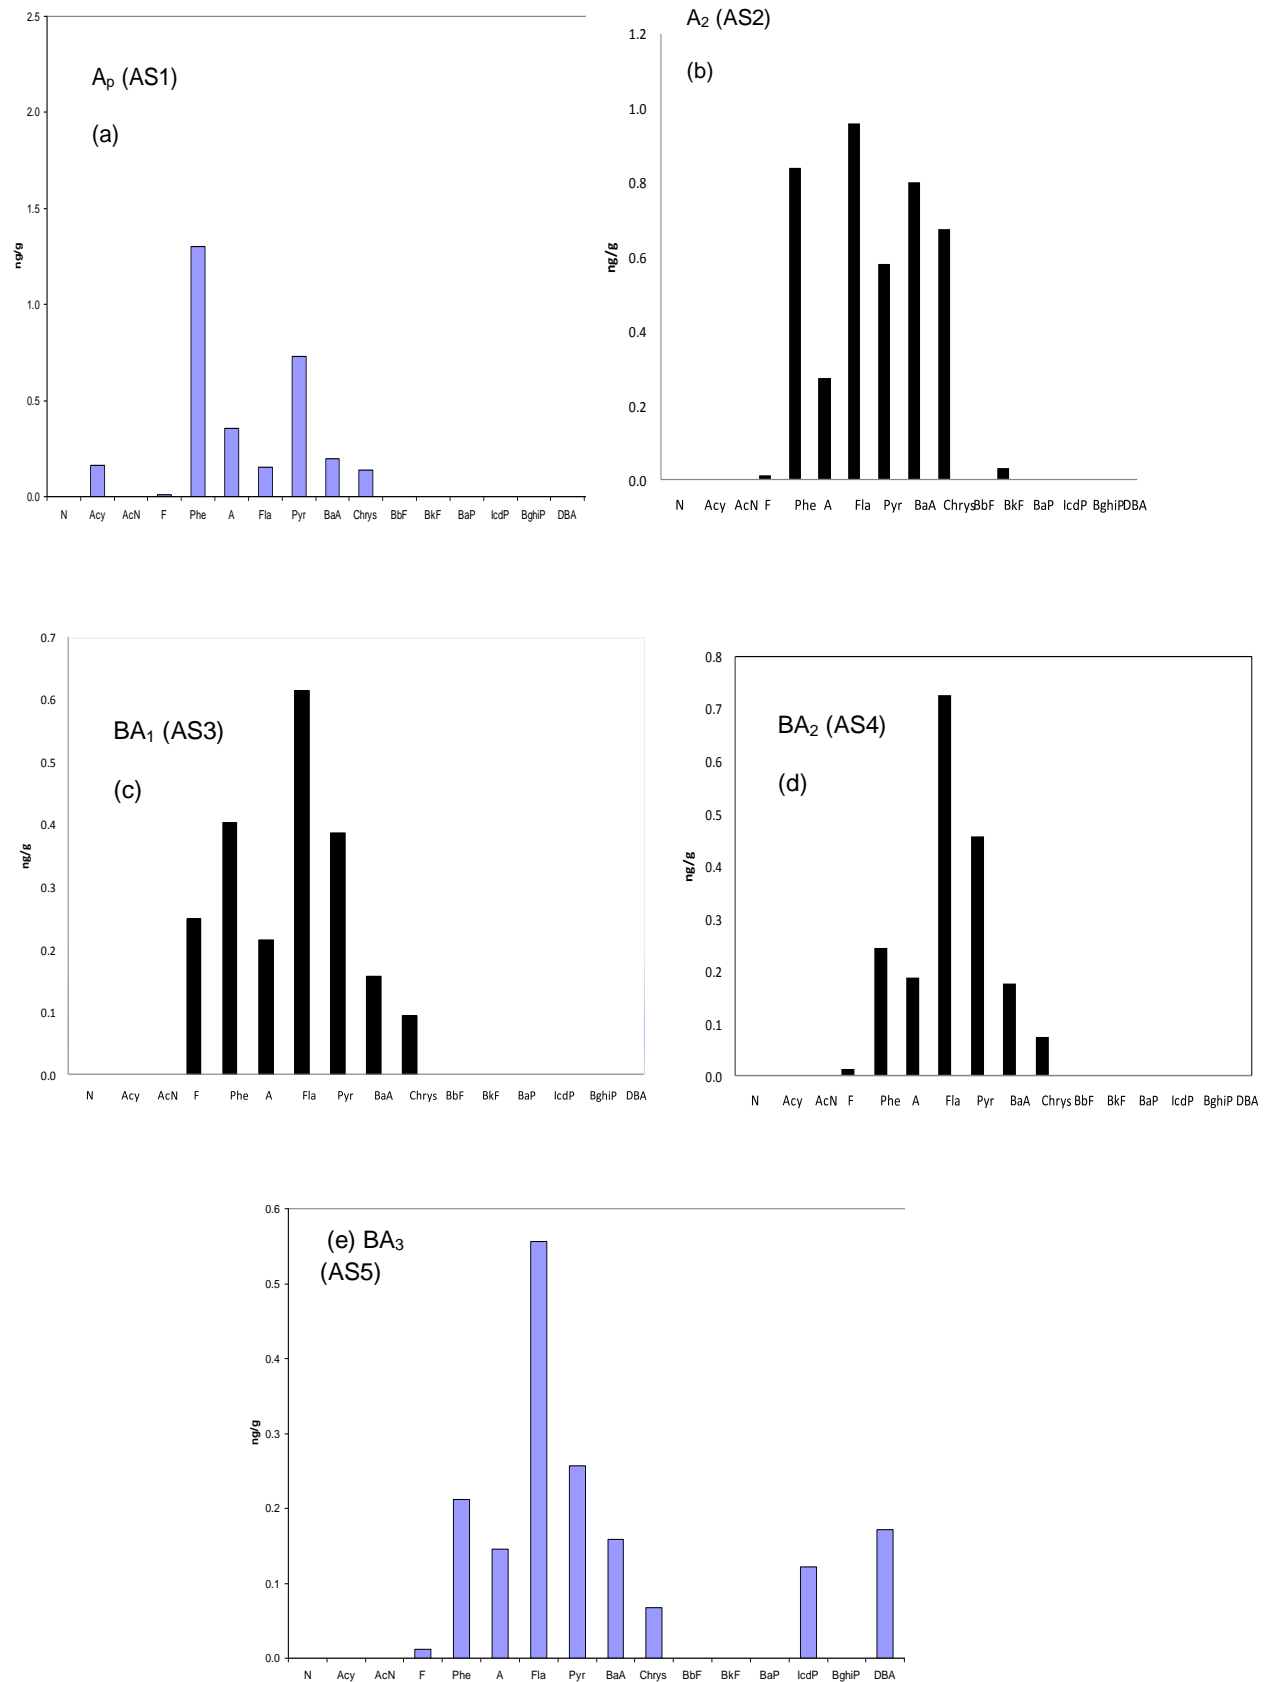 2.5
2.0
1.5
1.0
0.5
0.0
ng/g
Ap (AS1)
(a)
N Acy AcN F Phe A Fla Pyr BaA Chrys BbF BkF BaP IcdP BghiP DBA
A2 (AS2)
(b)
1.2
1.0
0.8
0.6
0.4
0.2
0.0
ng/g
N Acy AcN F Phe A Fla Pyr BaA ChrysBbF BkF BaP IcdP BghiPDBA
0.7
0.6
0.5
0.4
0.3
0.2
0.1
0.0
ng/g
BA1 (AS3)
(c)
N Acy AcN F Phe A Fla Pyr BaA Chrys BbF BkF BaP IcdP BghiP DBA
0.8
0.7
0.6
0.5
0.4
0.3
0.2
0.1
0.0
ng/g
BA2 (AS4)
(d)
N Acy AcN F Phe A Fla Pyr BaA Chrys BbF BkF BaP IcdP BghiP DBA
0.6
0.5
0.4
0.3
0.2
0.1
0.0
ng/g
(e) BA3
(AS5)
N Acy AcN F Phe A Fla Pyr BaA Chrys BbF BkF BaP IcdP BghiP DBA